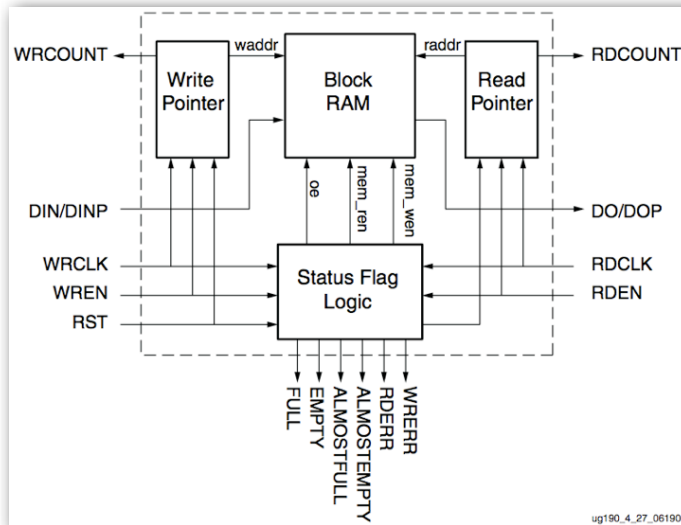 WRCOUNT
waddr
raddr
RDCOUNT
Write
Pointer
Block
RAM
Read
Pointer
oe
mem_ren
mem_wen
DIN/DINP
DO/DOP
WRCLK
RDCLK
Status Flag
Logic
WREN
RDEN
RST
FULL
EMPTY
ALMOSTFULL
ALMOSTEMPTY
RDERR
WRERR
ug190_4_27_06190